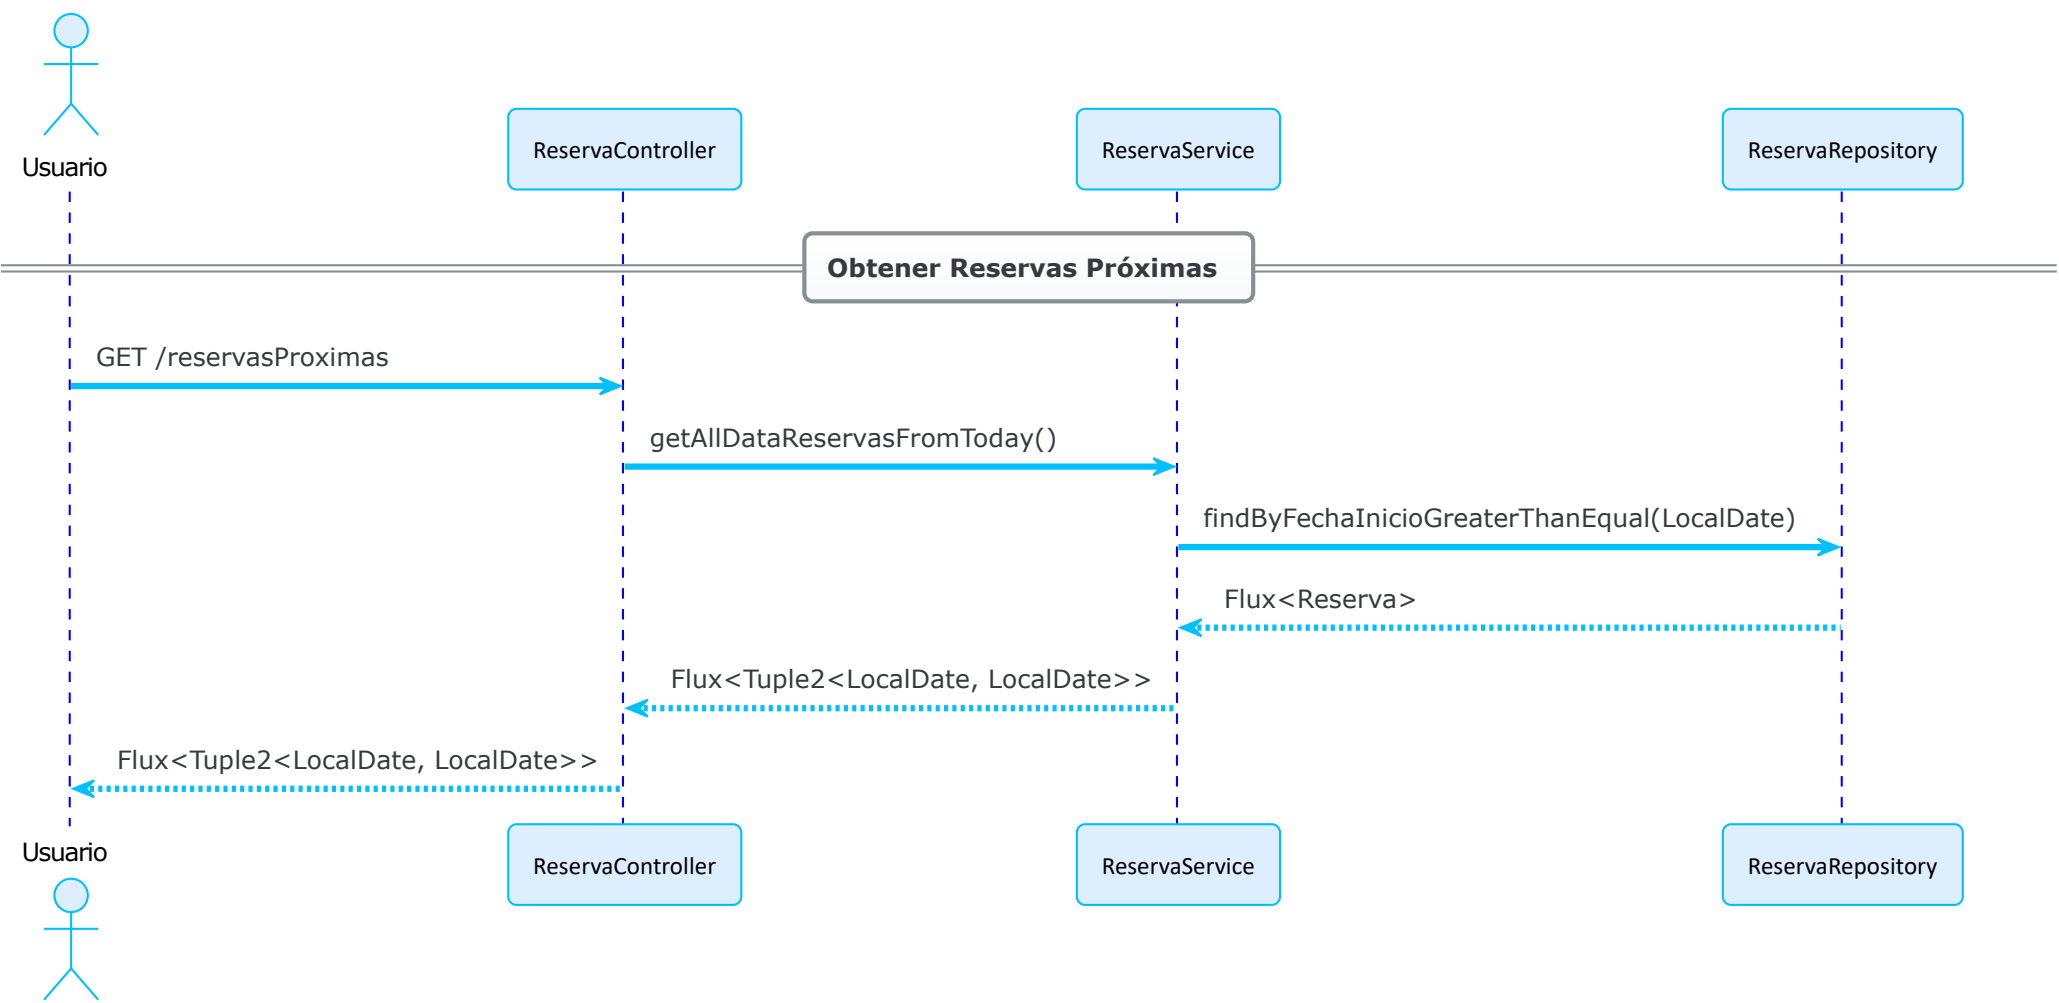 Usuario
ReservaController
ReservaService
ReservaRepository
Obtener Reservas Próximas
GET /reservasProximas
getAllDataReservasFromToday()
findByFechaInicioGreaterThanEqual(LocalDate)
Flux<Reserva>
Flux<Tuple2<LocalDate, LocalDate>>
Flux<Tuple2<LocalDate, LocalDate>>
Usuario
ReservaController
ReservaService
ReservaRepository